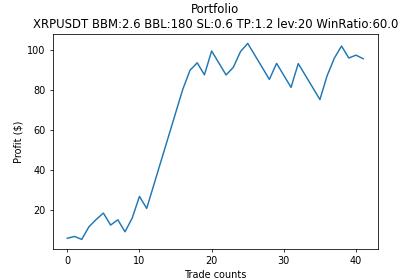 Portfolio
XRPUSDT BBM:2.6 BBL:180 SL:0.6 TP:1.2 lev:20 WinRatio:60.0
100
80
60
40
20
Profit ($)
0 10 20 30 40
Trade counts